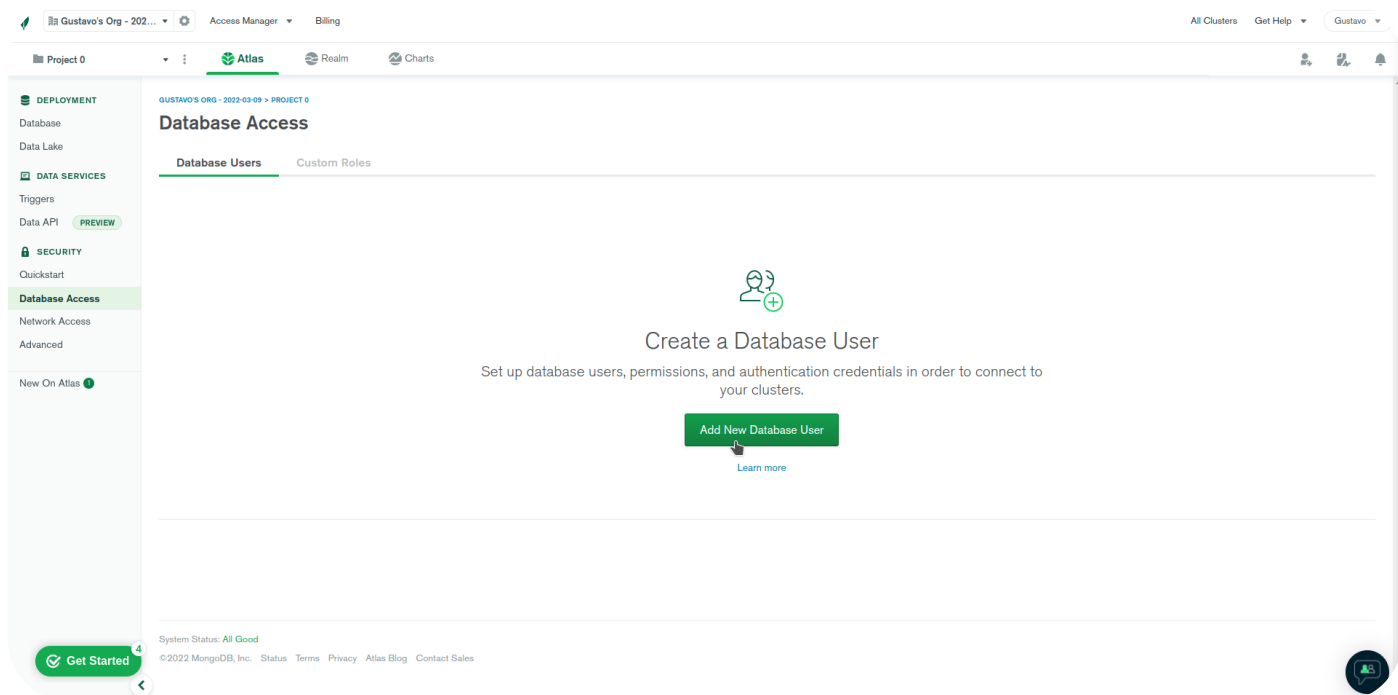 Gustavo's Org - 202... Access Manager Billing All Clusters Get Help Gustavo
Project 0 Atlas Realm Charts
DEPLOYMENT
Database
Data Lake
DATA SERVICES
Triggers
Data API PREVIEW
SECURITY
Quickstart
Database Access
Network Access
Advanced
New On Atlas 1
GUSTAVO'S ORG - 2022-03-09 > PROJECT 0
Database Access
Database Users Custom Roles
Create a Database User
Set up database users, permissions, and authentication credentials in order to connect to
your clusters.
Add New Database User
Learn more
System Status: All Good
©2022 MongoDB, Inc. Status Terms Privacy Atlas Blog Contact Sales
Get Started 4